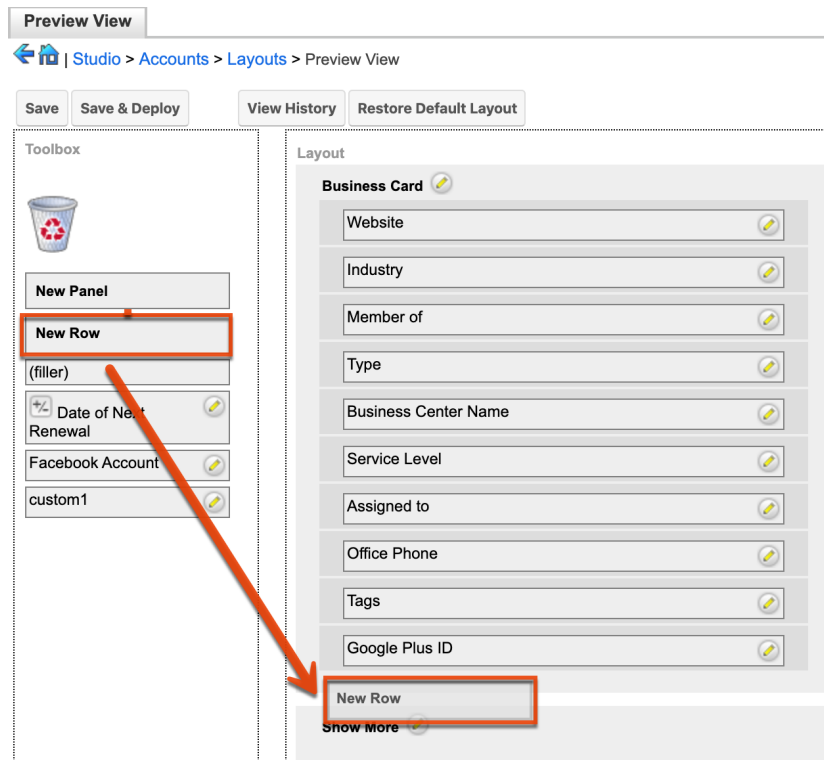 Preview View
| Studio > Accounts > Layouts > Preview View
Save Save & Deploy View History Restore Default Layout
Toolbox
New Panel
New Row
(filler)
+/- Date of Next
Renewal
Facebook Account
custom1
Layout
Business Card
Website
Industry
Member of
Type
Business Center Name
Service Level
Assigned to
Office Phone
Tags
Google Plus ID
New Row
Show More